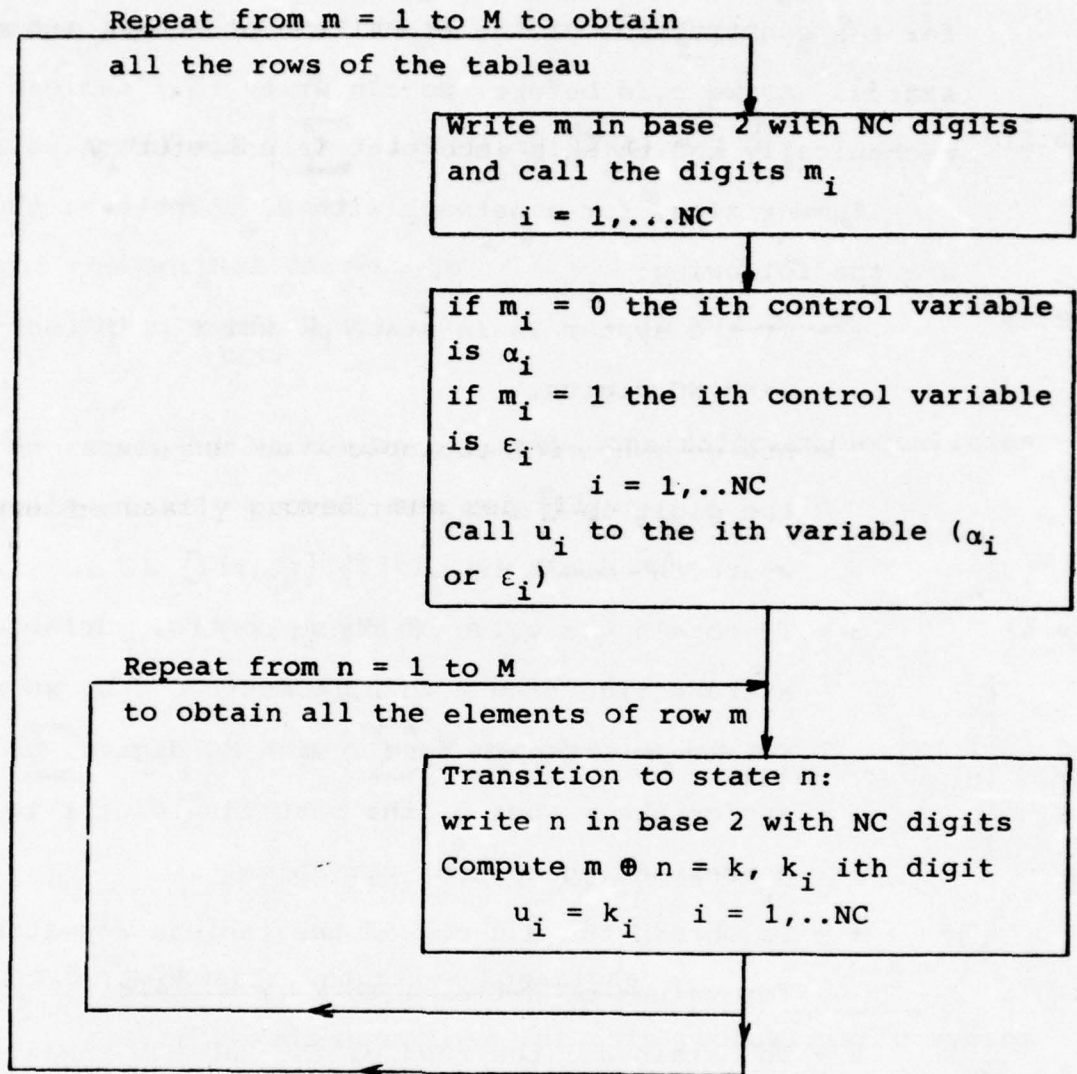 Repeat from m = 1 to M to obtain
all the rows of the tableau
Write m in base 2 with NC digits
and call the digits m_i
i = 1,...NC
if m_i = 0 the ith control variable
is α_i
if m_i = 1 the ith control variable
is ε_i
i = 1,..NC
Call u_i to the ith variable (α_i
or ε_i)
Repeat from n = 1 to M
to obtain all the elements of row m
Transition to state n:
write n in base 2 with NC digits
Compute m ⊕ n = k, k_i ith digit
u_i = k_i i = 1,..NC